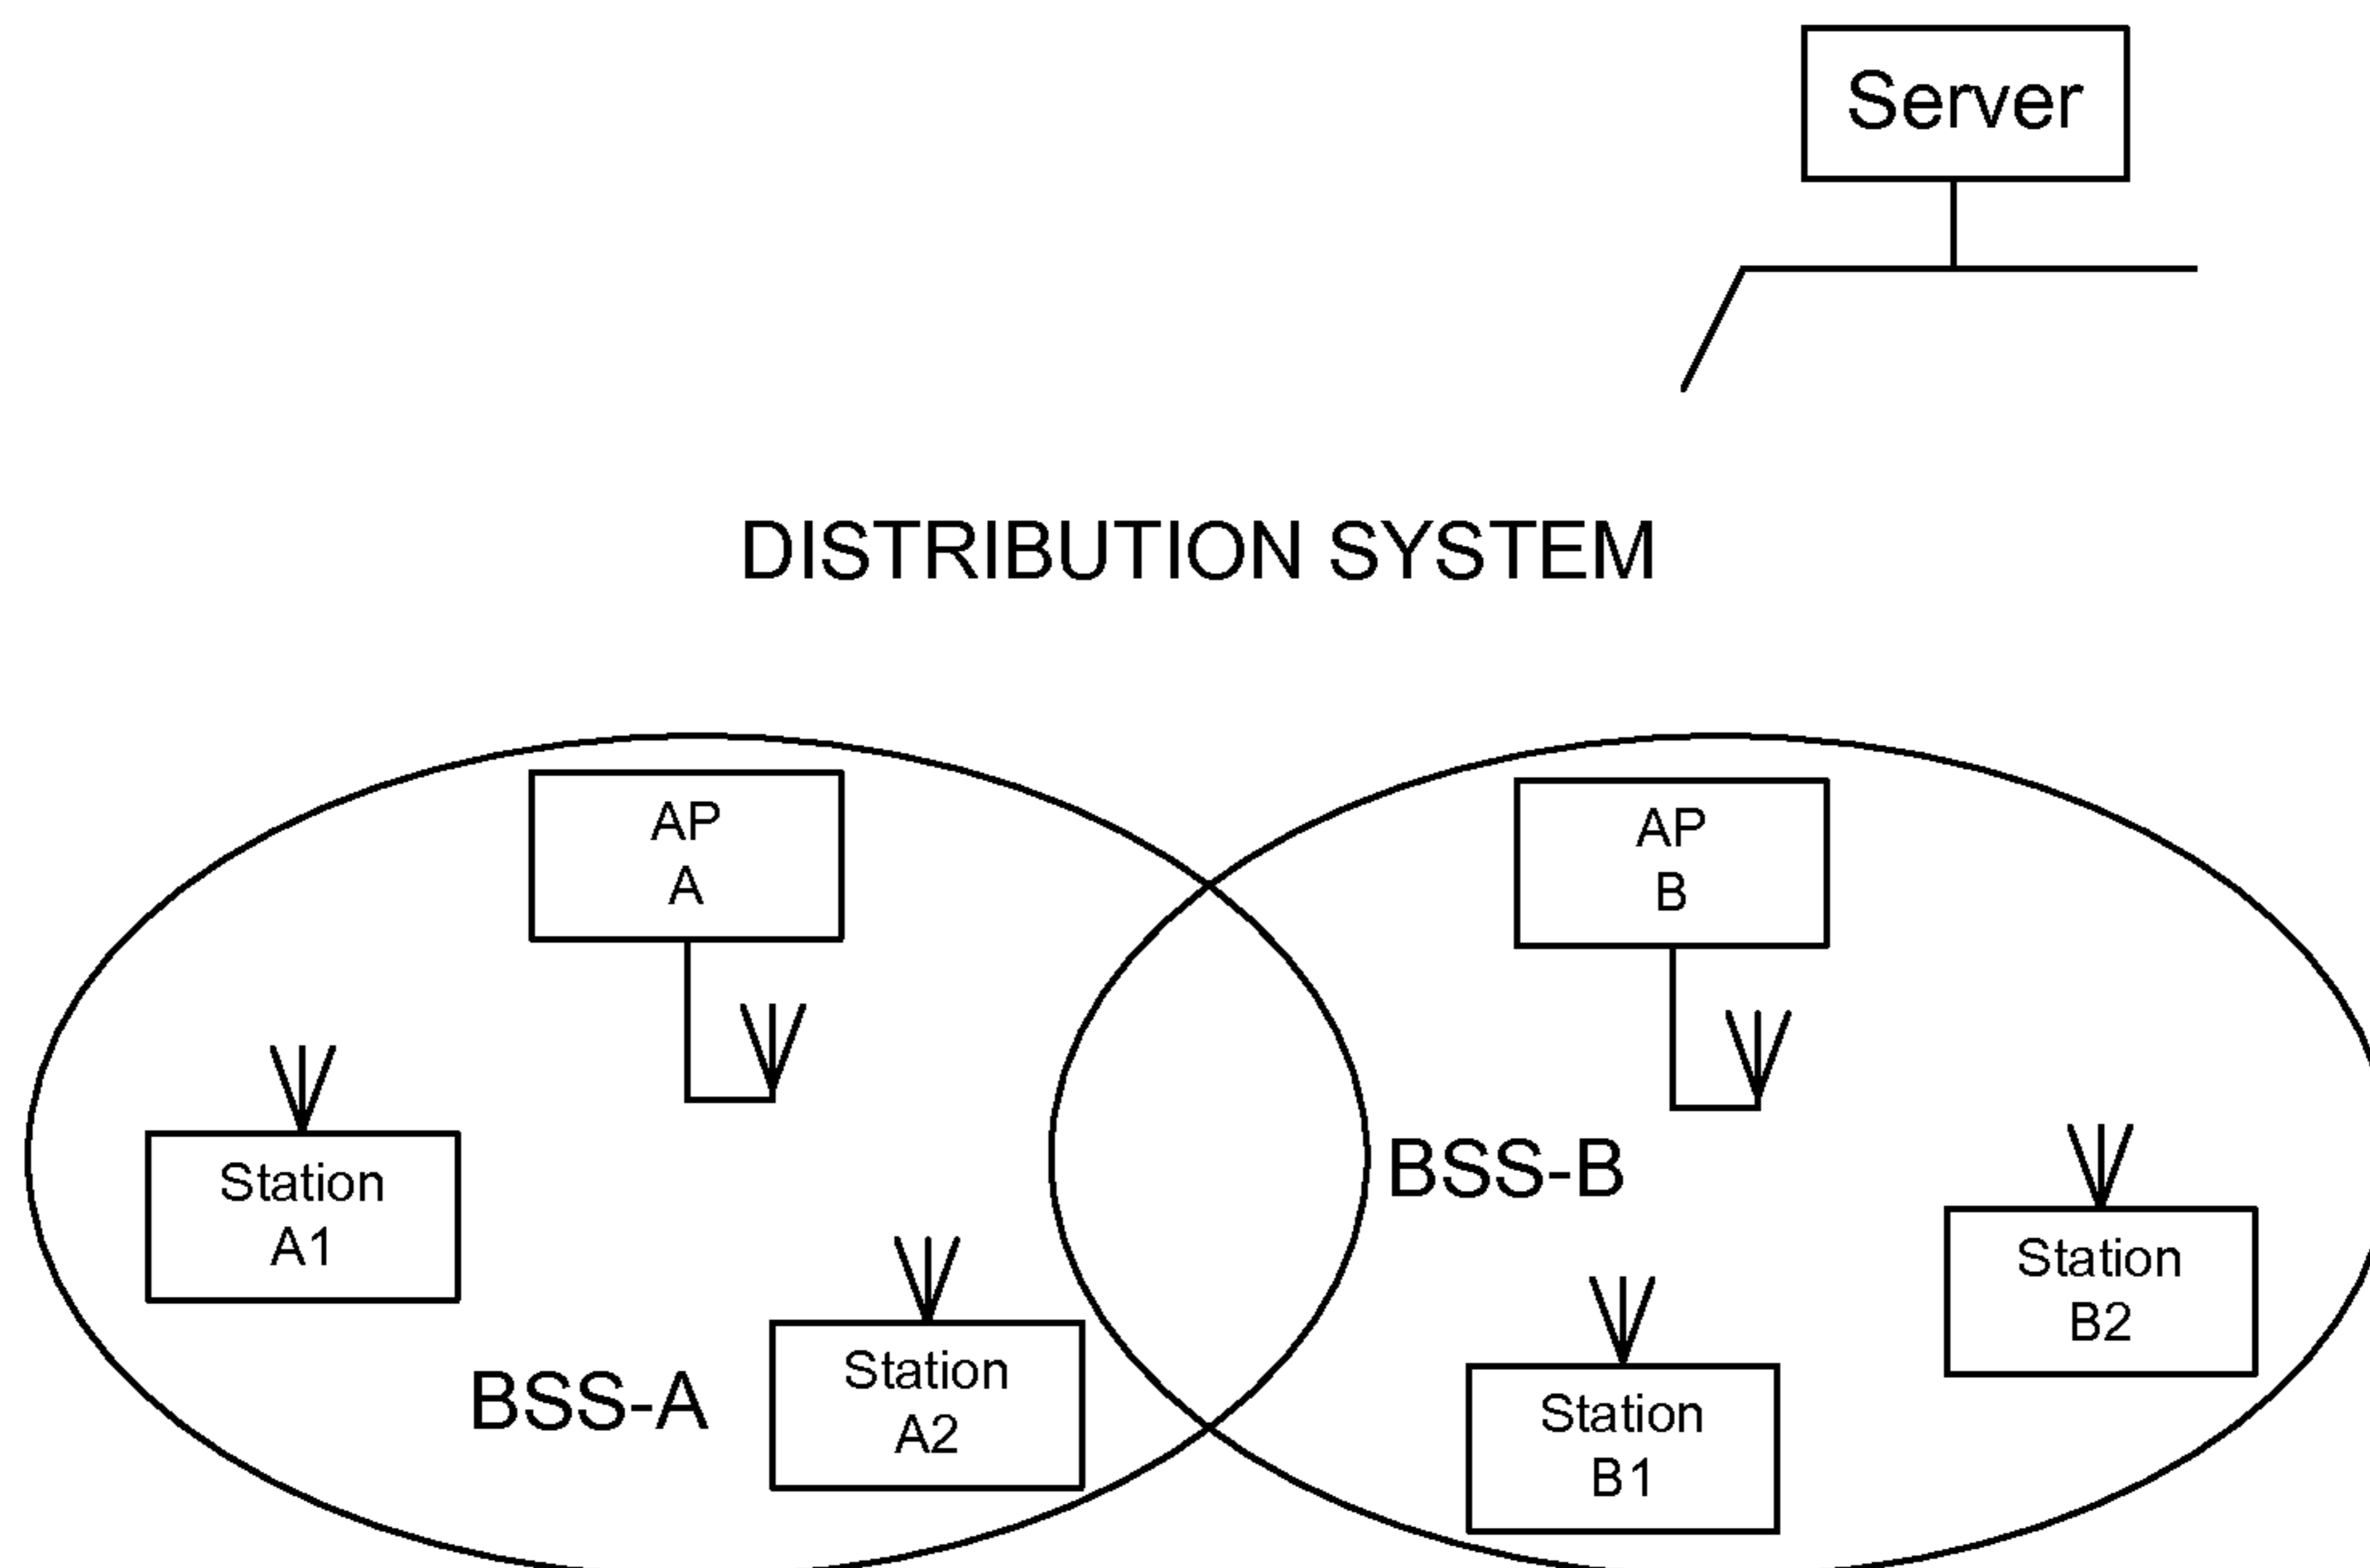 Server
DISTRIBUTION SYSTEM
AP
A
AP
B
BSS-B
Station
A1
Station
B2
Station
A2
BSS-A
Station
B1